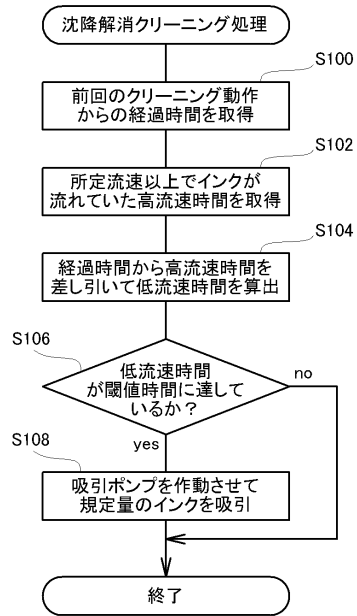 沈降解消クリーニング処理
S100
前回のクリーニング動作
からの経過時間を取得
S102
所定流速以上でインクが
流れていた高流速時間を取得
S104
経過時間から高流速時間を
差し引いて低流速時間を算出
S106
低流速時間
が閾値時間に達して
いるか？
no
yes
S108
吸引ポンプを作動させて
規定量のインクを吸引
終了